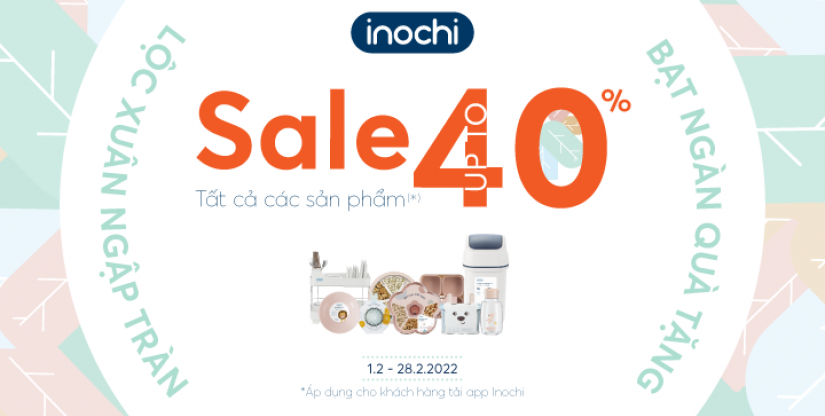 inochi
LỘC XUÂN NGẬP TRÀN
BẠT NGÀN QUÀ TẶNG
Sale UP TO 40%
Tất cả các sản phẩm(*)
1.2 - 28.2.2022
*Áp dụng cho khách hàng tải app Inochi